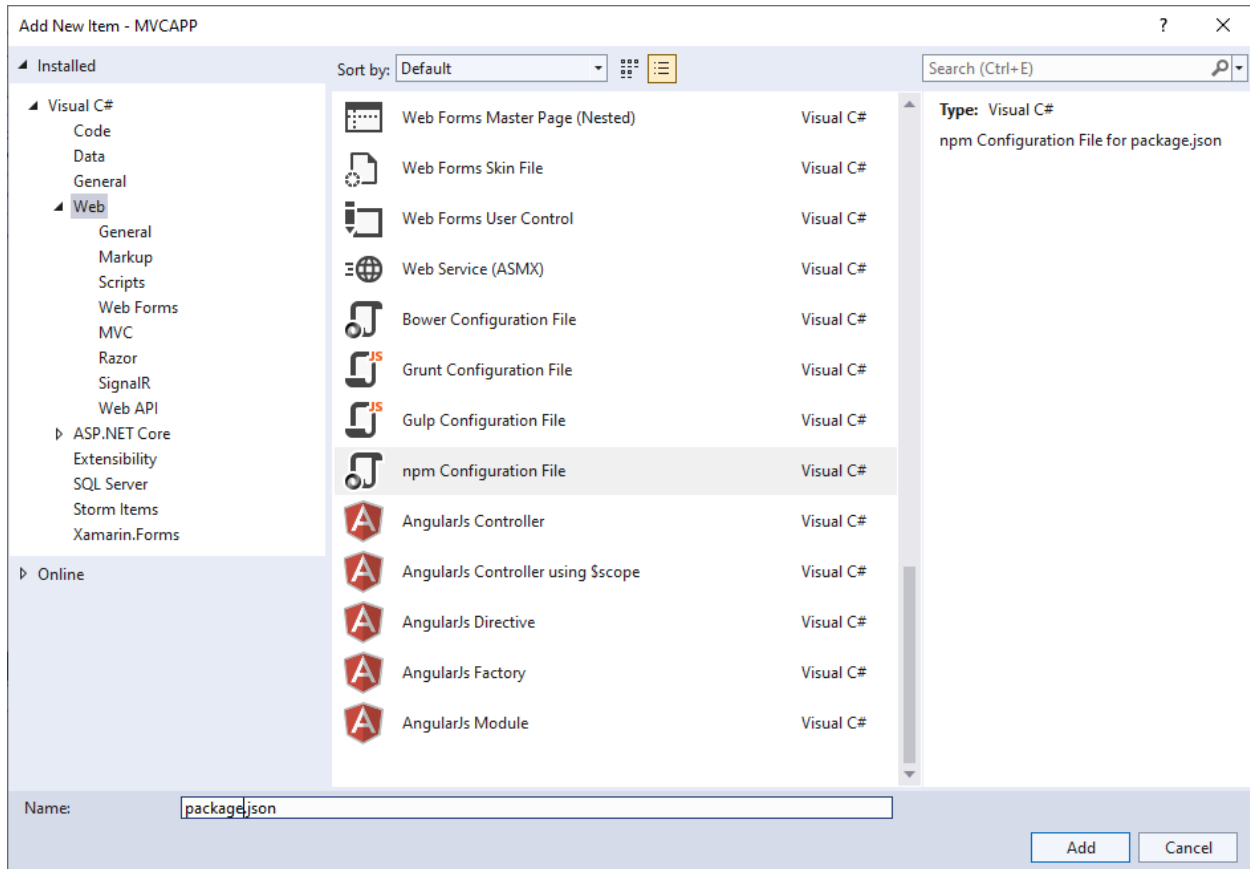 Add New Item - MVCAPP
?
Installed
Visual C#
Code
Data
General
Web
General
Markup
Scripts
Web Forms
MVC
Razor
SignalR
Web API
ASP.NET Core
Extensibility
SQL Server
Storm Items
Xamarin.Forms
Online
Sort by: Default
Web Forms Master Page (Nested) Visual C#
Web Forms Skin File Visual C#
Web Forms User Control Visual C#
Web Service (ASMX) Visual C#
Bower Configuration File Visual C#
JS
Grunt Configuration File Visual C#
JS
Gulp Configuration File Visual C#
npm Configuration File Visual C#
A
AngularJs Controller Visual C#
A
AngularJs Controller using $scope Visual C#
A
AngularJs Directive Visual C#
A
AngularJs Factory Visual C#
A
AngularJs Module Visual C#
Search (Ctrl+E)
Type: Visual C#
npm Configuration File for package.json
Name: package.json
Add Cancel